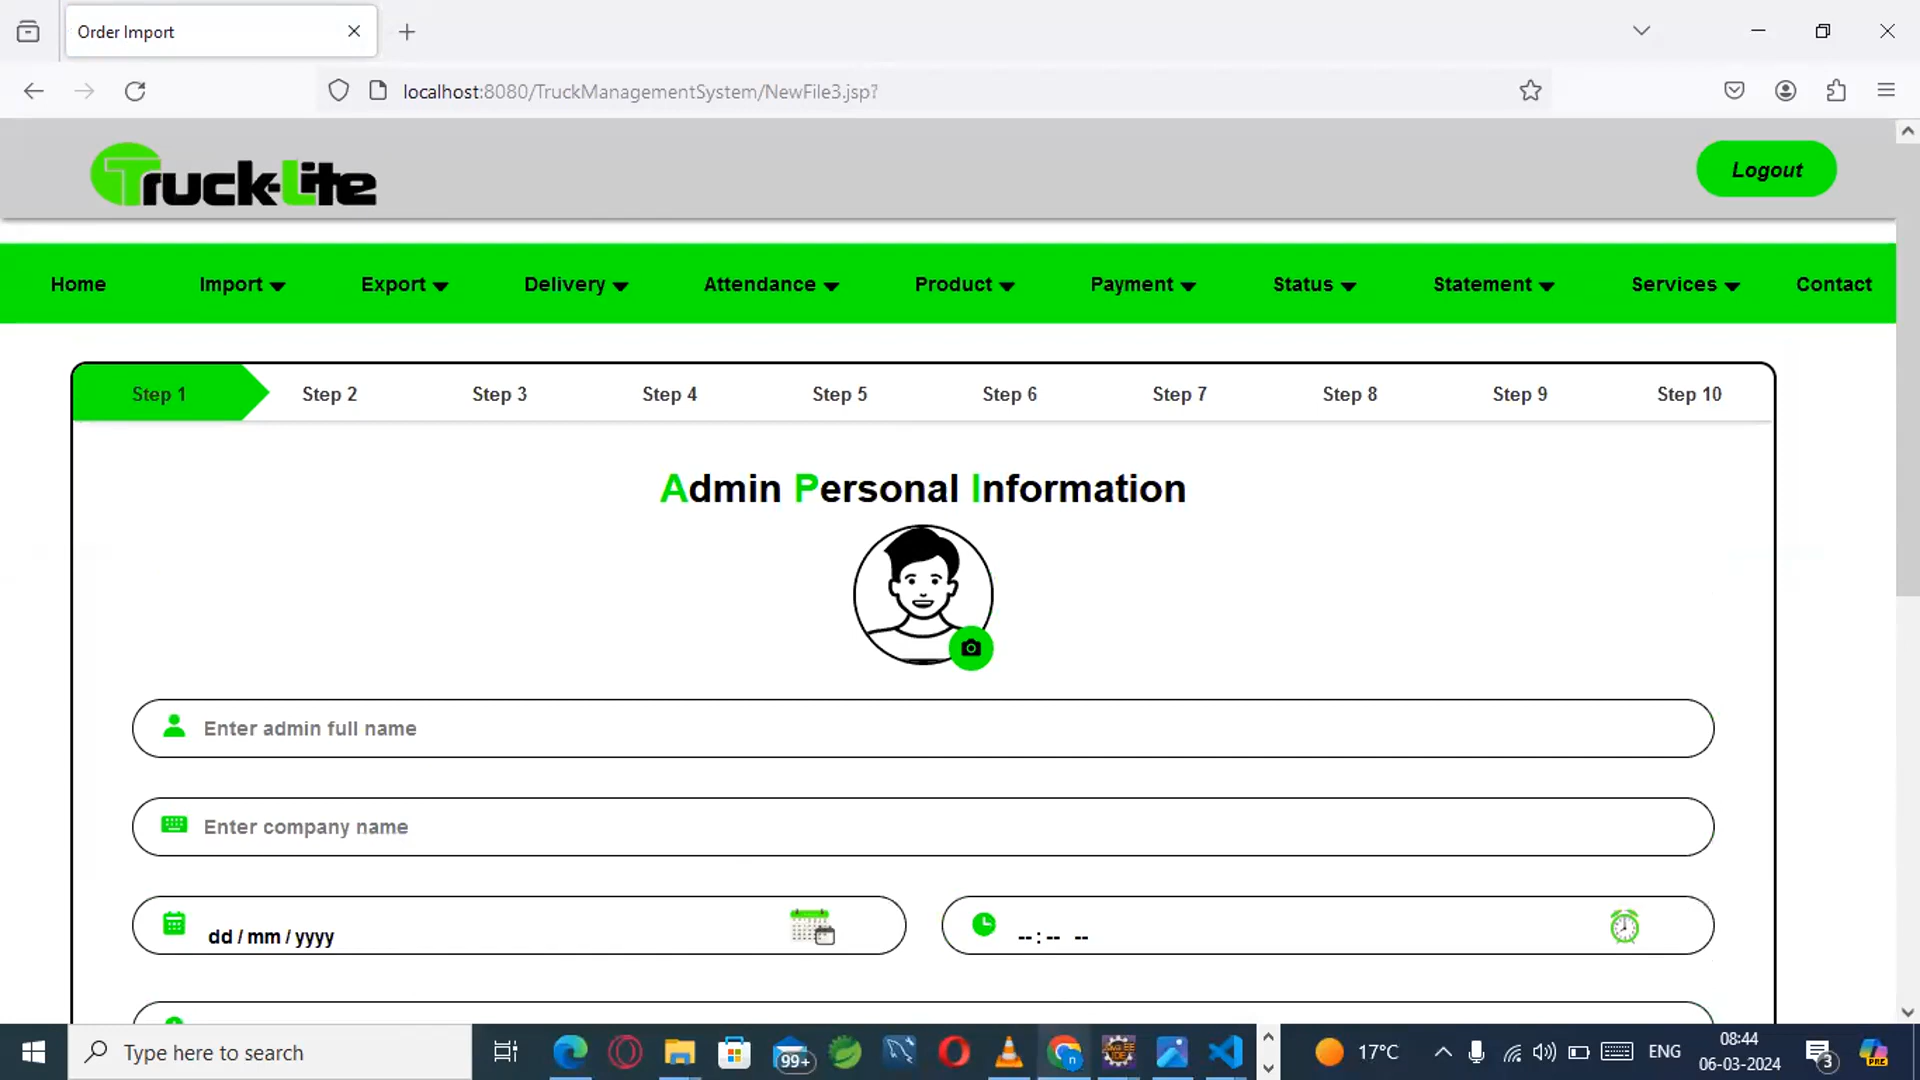 Order Import
localhost:8080/TruckManagementSystem/NewFile3.jsp?
Truck-Lite
Logout
Home Import Export Delivery Attendance Product Payment Status Statement Services Contact
Step 1 Step 2 Step 3 Step 4 Step 5 Step 6 Step 7 Step 8 Step 9 Step 10
Admin Personal Information
Enter admin full name
Enter company name
dd / mm / yyyy --:-- --
Type here to search
99+
n
17°C
ENG
08:44
06-03-2024
3
PRE